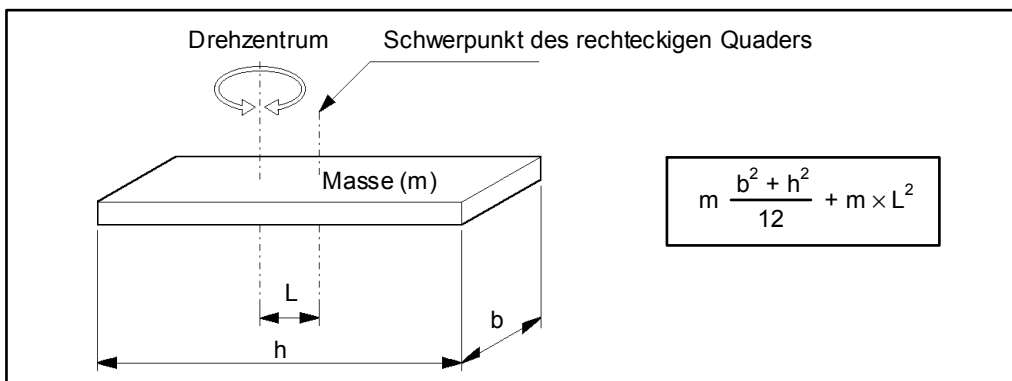 Drehzentrum
Schwerpunkt des rechteckigen Quaders
Masse (m)
m (b² + h²)/12 + m × L²
L
b
h